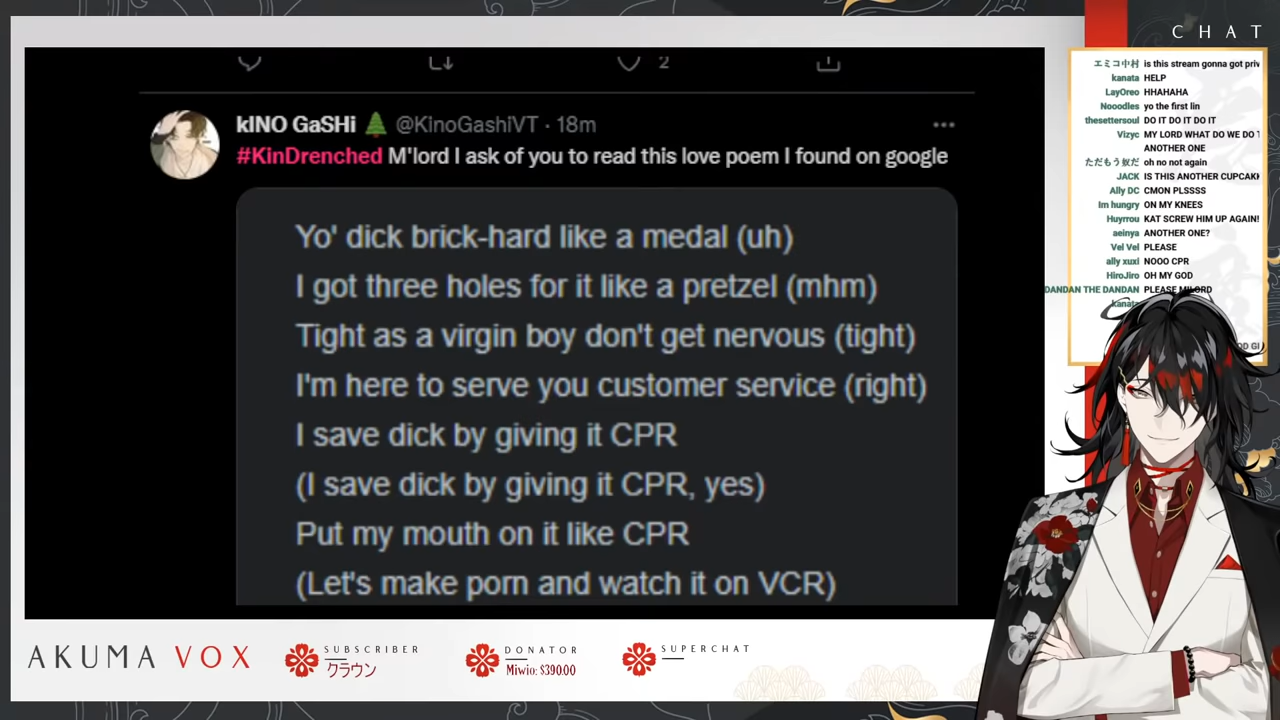 2
kINO GaSHi 🌲 @KinoGashiVT · 18m
#KinDrenched M'lord I ask of you to read this love poem I found on google
Yo' dick brick-hard like a medal (uh)
I got three holes for it like a pretzel (mhm)
Tight as a virgin boy don't get nervous (tight)
I'm here to serve you customer service (right)
I save dick by giving it CPR
(I save dick by giving it CPR, yes)
Put my mouth on it like CPR
(Let's make porn and watch it on VCR)
CHAT
エミコ中村 is this stream gonna got priv
kanata HELP
LayOreo HHAHAHA
Nooodles yo the first lin
thesettersoul DO IT DO IT DO IT
Vizyc MY LORD WHAT DO WE DO
ANOTHER ONE
ただもう奴だ oh no not again
JACK IS THIS ANOTHER CUPCAK
Ally DC CMON PLSSSS
Im hungry ON MY KNEES
Huyrrou KAT SCREW HIM UP AGAIN!
aeinya ANOTHER ONE?
Vel Vel PLEASE
ally xuxi NOOO CPR
HiroJiro OH MY GOD
DANDAN THE DANDAN PLEASE MILORD
kanata
AKUMA VOX
SUBSCRIBER
クラウン
DONATOR
Miwio: $390.00
SUPERCHAT